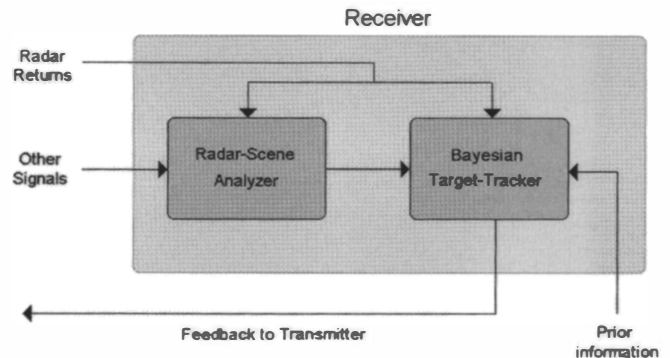 Receiver
Radar
Returns
Other
Signals
Radar-Scene
Analyzer
Bayesian
Target-Tracker
Feedback to Transmitter
Prior
information